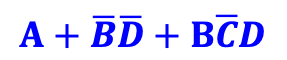 A + B̅D̅ + BC̅D